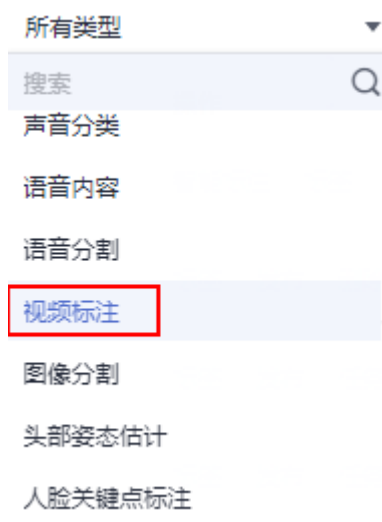 所有类型
搜索
声音分类
语音内容
语音分割
视频标注
图像分割
头部姿态估计
人脸关键点标注